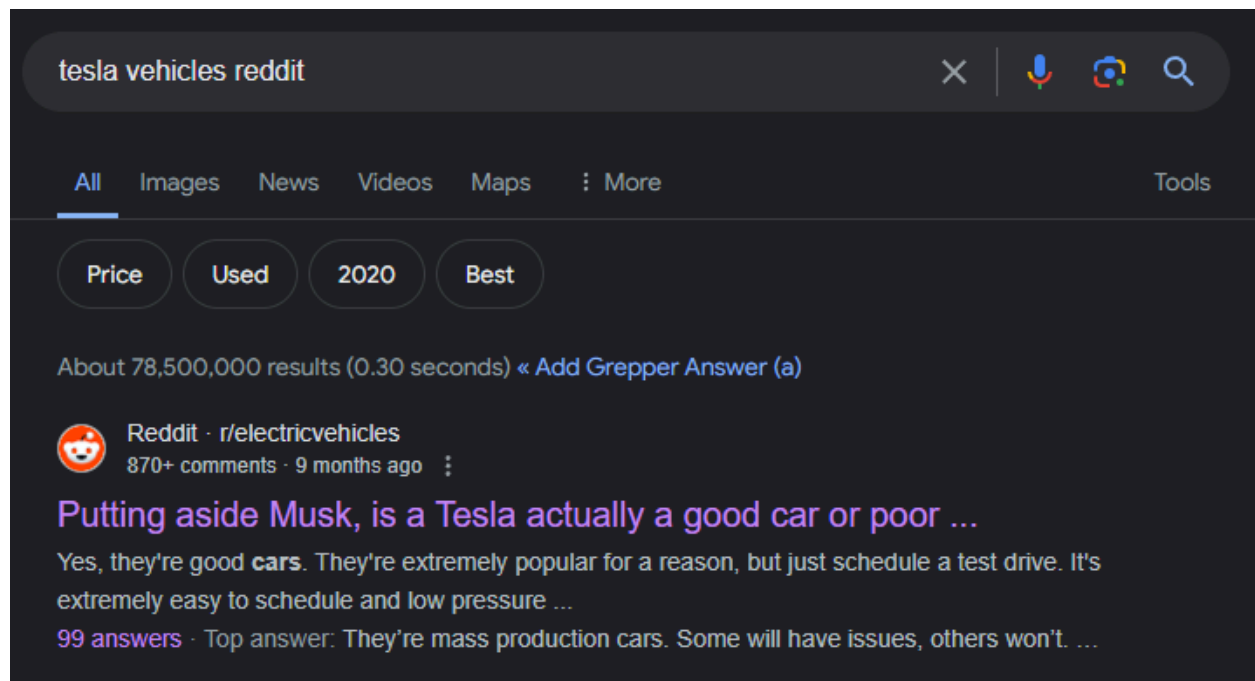 tesla vehicles reddit
All Images News Videos Maps More Tools
Price Used 2020 Best
About 78,500,000 results (0.30 seconds) « Add Grepper Answer (a)
Reddit · r/electricvehicles
870+ comments · 9 months ago
Putting aside Musk, is a Tesla actually a good car or poor ...
Yes, they're good cars. They're extremely popular for a reason, but just schedule a test drive. It's
extremely easy to schedule and low pressure ...
99 answers · Top answer: They’re mass production cars. Some will have issues, others won’t. ...